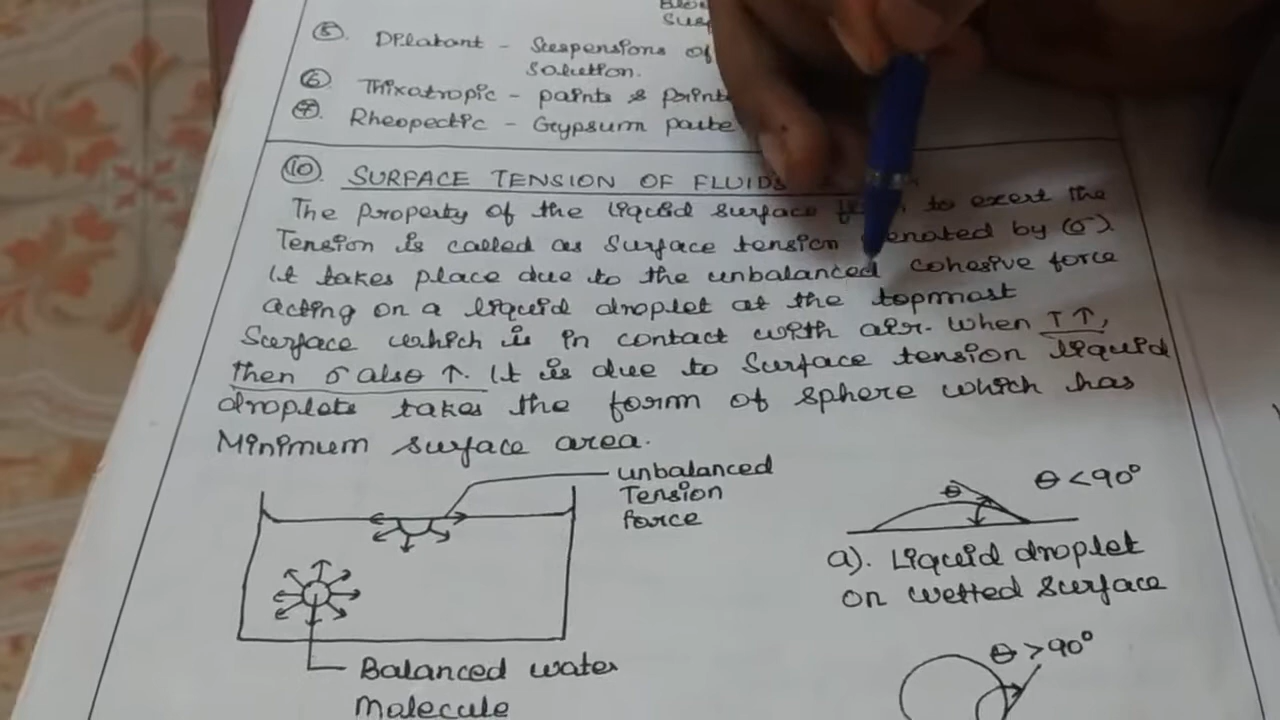 ⑤. Dilatant - Suspensions of
Solution.
⑥. Thixatropic - paints & print
⑦. Rheopectic - Gypsum paste
⑩. SURFACE TENSION OF FLUIDS
The property of the liquid surface to exert the
Tension is called as surface tension denoted by (σ).
It takes place due to the unbalanced cohesive force
acting on a liquid droplet at the topmost
Surface which is in contact with air. When T↑,
then σ also ↑. It is due to surface tension liquid
droplets takes the form of sphere which has
Minimum surface area.
unbalanced
Tension
force
Balanced water
Molecule
θ
θ < 90°
a). Liquid droplet
on wetted surface
θ > 90°